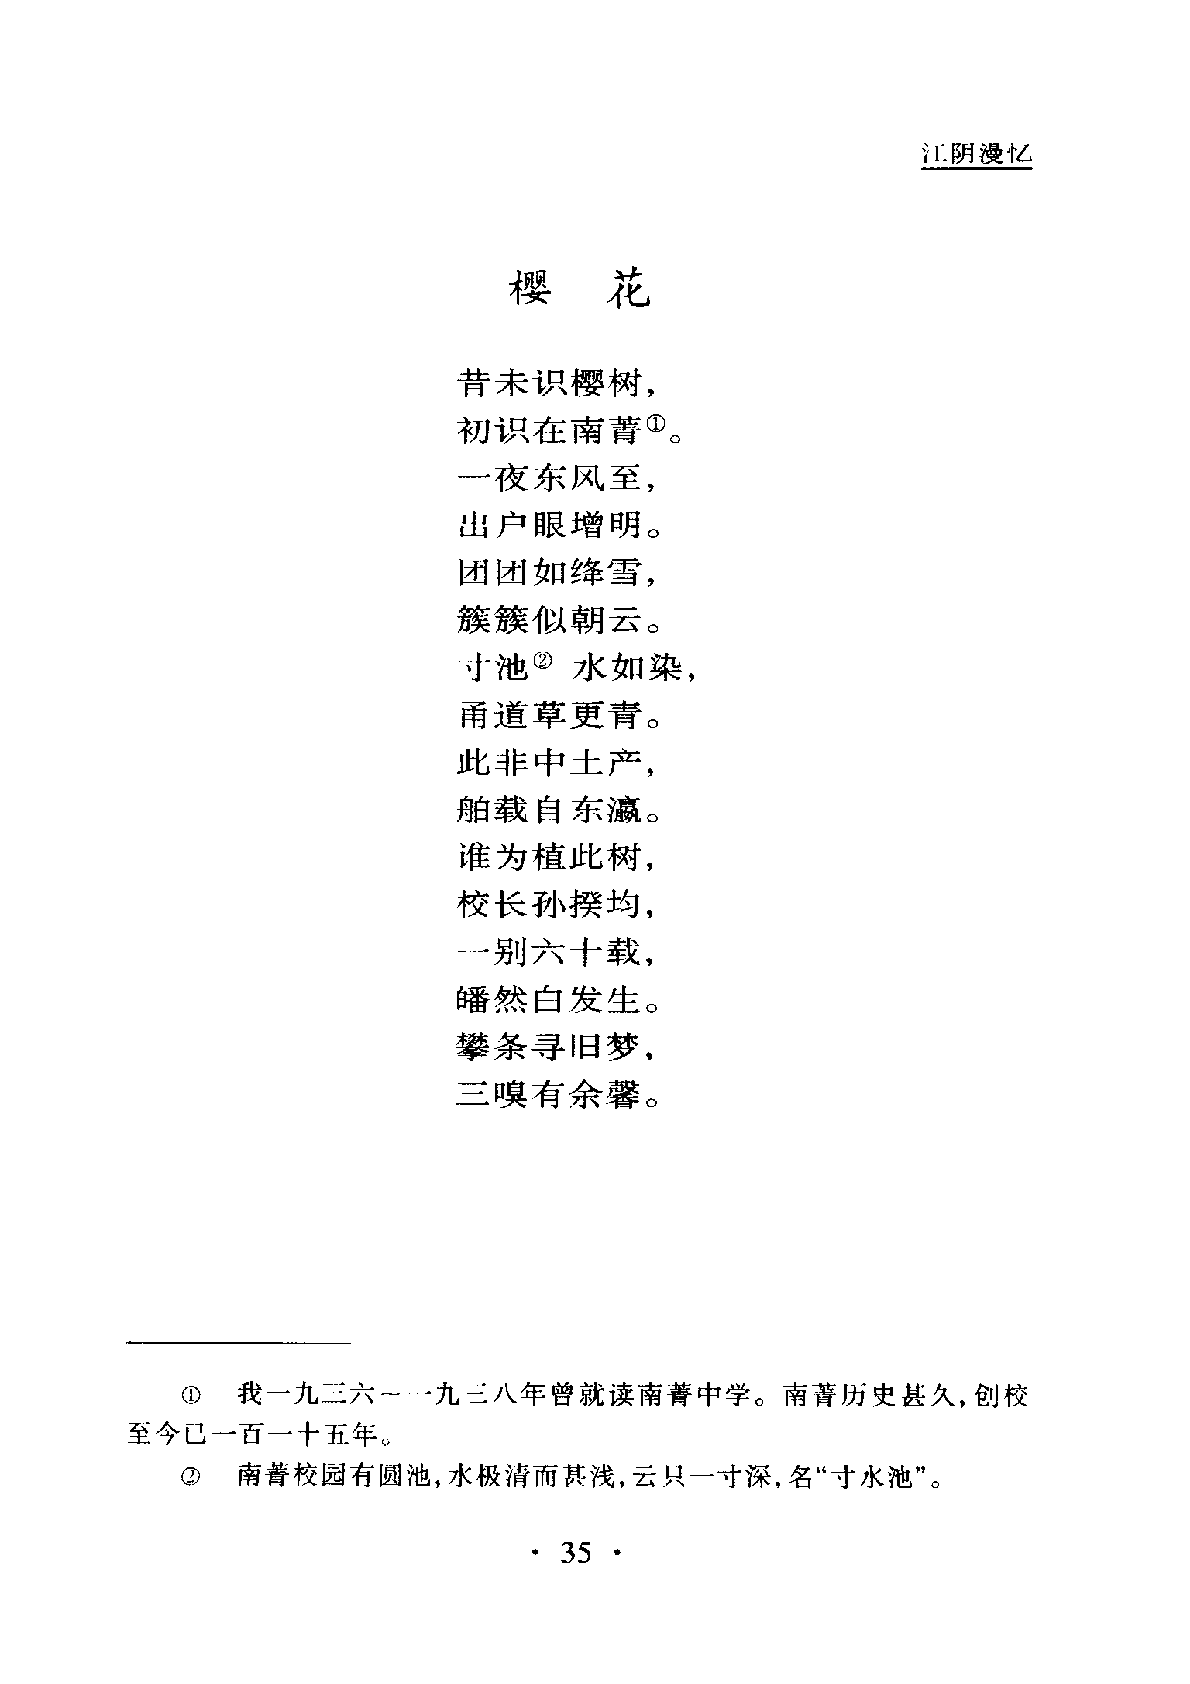 江阴漫忆
樱 花
昔未识樱树，
初识在南菁①。
一夜东风至，
出户眼增明。
团团如绛雪，
簇簇似朝云。
寸池② 水如染，
甬道草更青。
此非中土产，
舶载自东瀛。
谁为植此树，
校长孙揆均，
一别六十载，
皤然白发生。
攀条寻旧梦，
三嗅有余馨。
① 我一九三六－一九三八年曾就读南菁中学。南菁历史甚久，创校
至今已一百一十五年。
② 南菁校园有圆池，水极清而甚浅，云只一寸深，名“寸水池”。
· 35 ·